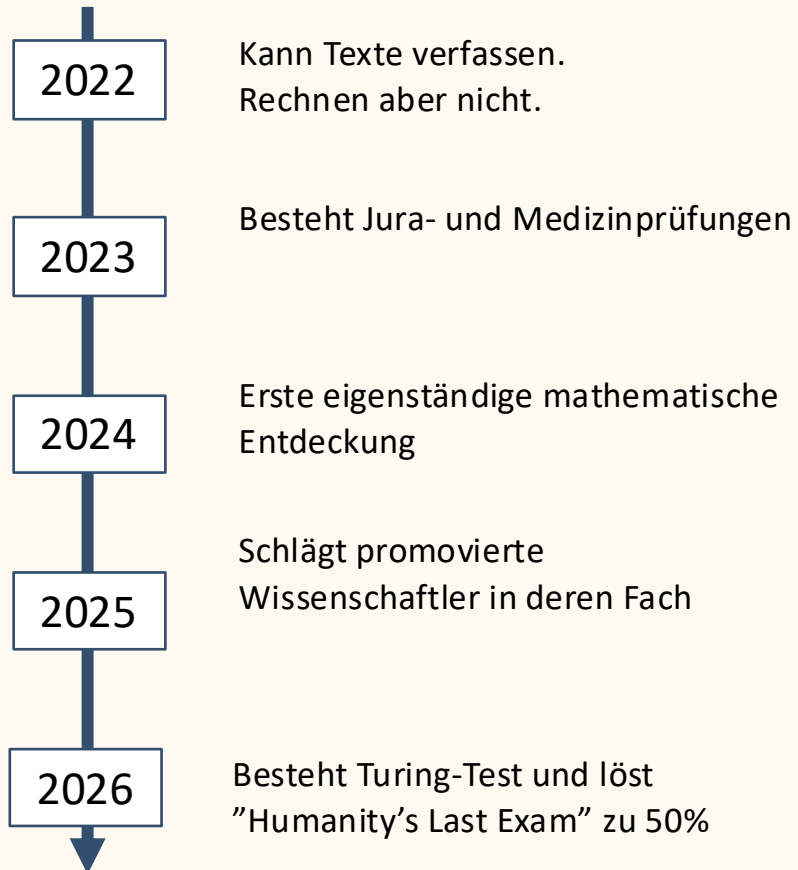 2022
Kann Texte verfassen.
Rechnen aber nicht.
2023
Besteht Jura- und Medizinprüfungen
2024
Erste eigenständige mathematische
Entdeckung
2025
Schlägt promovierte
Wissenschaftler in deren Fach
2026
Besteht Turing-Test und löst
”Humanity’s Last Exam” zu 50%